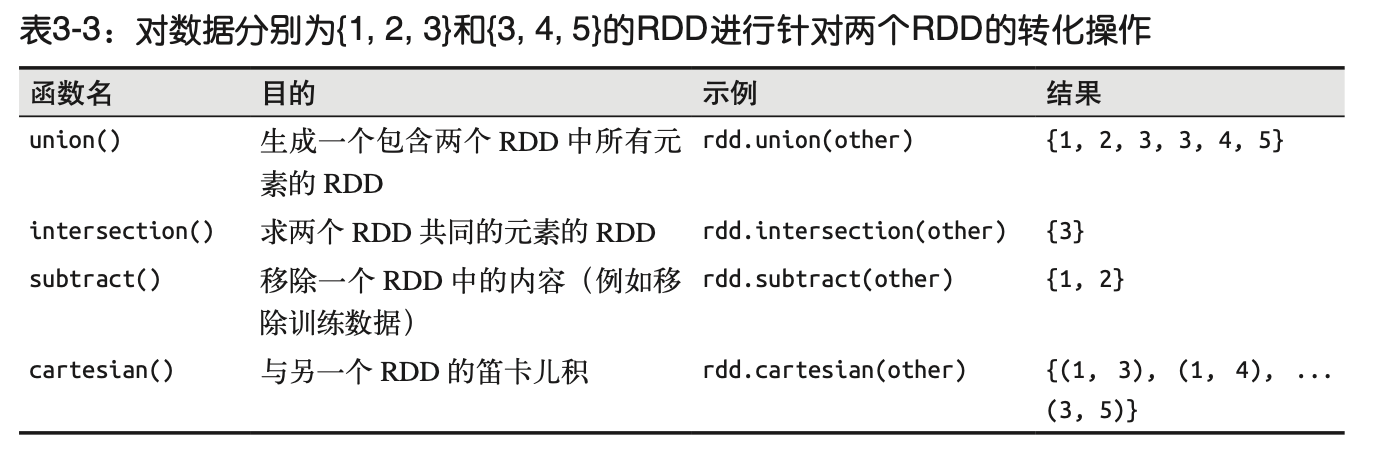 表3-3：对数据分别为{1, 2, 3}和{3, 4, 5}的RDD进行针对两个RDD的转化操作
函数名 目的 示例 结果
union() 生成一个包含两个 RDD 中所有元 rdd.union(other) {1, 2, 3, 3, 4, 5}
素的 RDD
intersection() 求两个 RDD 共同的元素的 RDD rdd.intersection(other) {3}
subtract() 移除一个 RDD 中的内容（例如移 rdd.subtract(other) {1, 2}
除训练数据）
cartesian() 与另一个 RDD 的笛卡儿积 rdd.cartesian(other) {(1, 3), (1, 4), ...
(3, 5)}